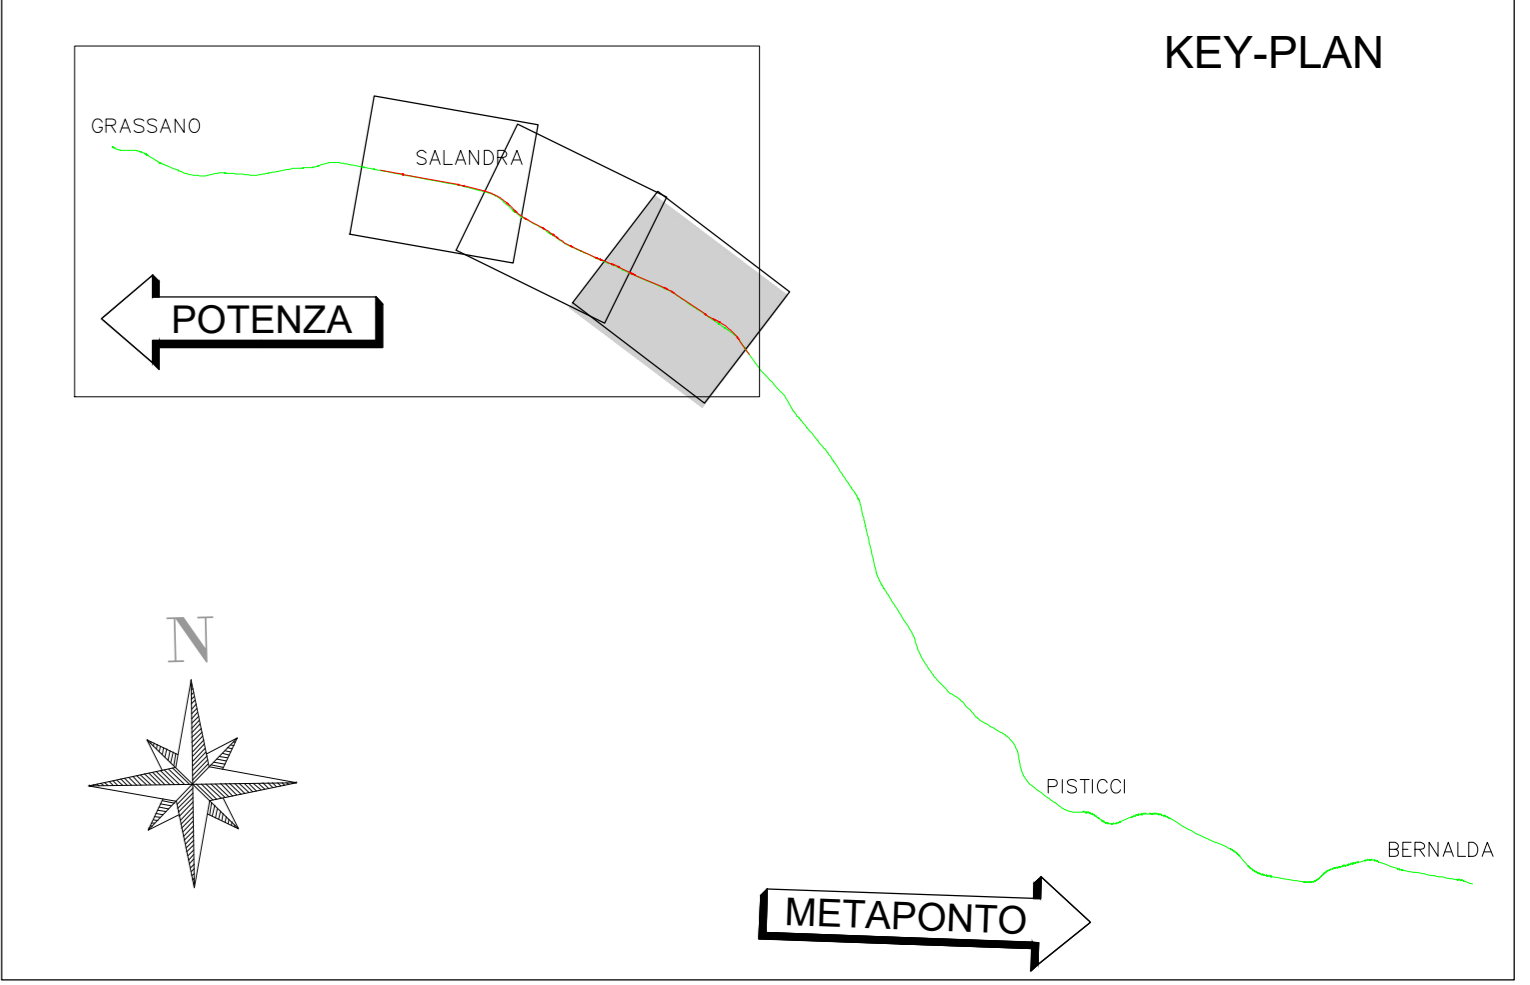 KEY-PLAN
GRASSANO
SALANDRA
POTENZA
N
PISTICCI
BERNALDA
METAPONTO